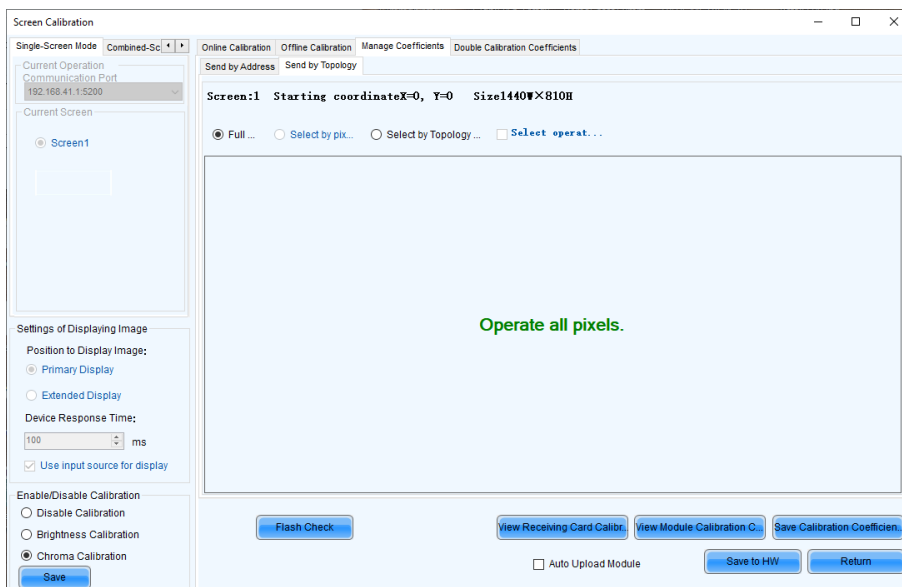 Screen Calibration
Single-Screen Mode
Combined-Sc
Current Operation
Communication Port
192.168.41.1:5200
Current Screen
Screen1
Settings of Displaying Image
Position to Display Image:
Primary Display
Extended Display
Device Response Time:
100
ms
Use input source for display
Enable/Disable Calibration
Disable Calibration
Brightness Calibration
Chroma Calibration
Save
Online Calibration
Offline Calibration
Manage Coefficients
Double Calibration Coefficients
Send by Address
Send by Topology
Screen:1 Starting coordinateX=0, Y=0 Size1440W×810H
Full ...
Select by pix...
Select by Topology ...
Select operat...
Operate all pixels.
Flash Check
View Receiving Card Calibr...
View Module Calibration C...
Save Calibration Coefficien...
Auto Upload Module
Save to HW
Return